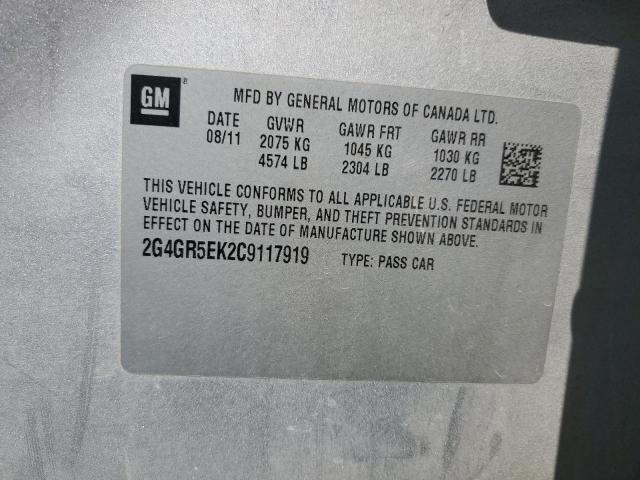 GM®
MFD BY GENERAL MOTORS OF CANADA LTD.
DATE GVWR GAWR FRT GAWR RR
08/11 2075 KG 1045 KG 1030 KG
4574 LB 2304 LB 2270 LB
THIS VEHICLE CONFORMS TO ALL APPLICABLE U.S. FEDERAL MOTOR
VEHICLE SAFETY, BUMPER, AND THEFT PREVENTION STANDARDS IN
EFFECT ON THE DATE OF MANUFACTURE SHOWN ABOVE.
2G4GR5EK2C9117919 TYPE: PASS CAR